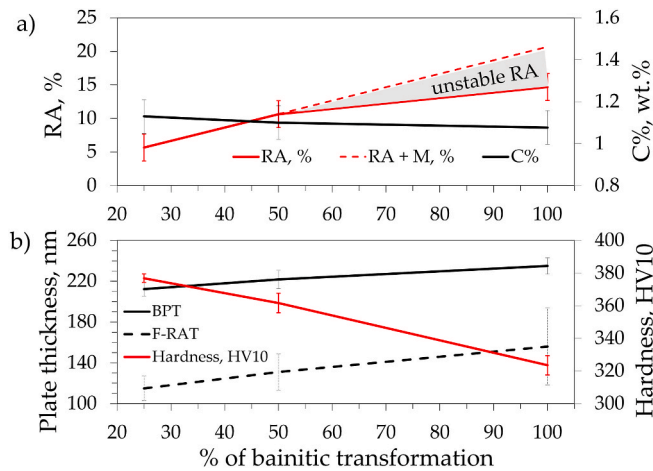 a)
25
20
15
10
5
0
RA, %
1.6
1.4
1.2
1
0.8
C%, wt.%
unstable RA
RA, %
RA + M, %
C%
20 30 40 50 60 70 80 90 100
b)
260
220
180
140
100
Plate thickness, nm
400
380
360
340
320
300
Hardness, HV10
BPT
F-RAT
Hardness, HV10
20 30 40 50 60 70 80 90 100
% of bainitic transformation